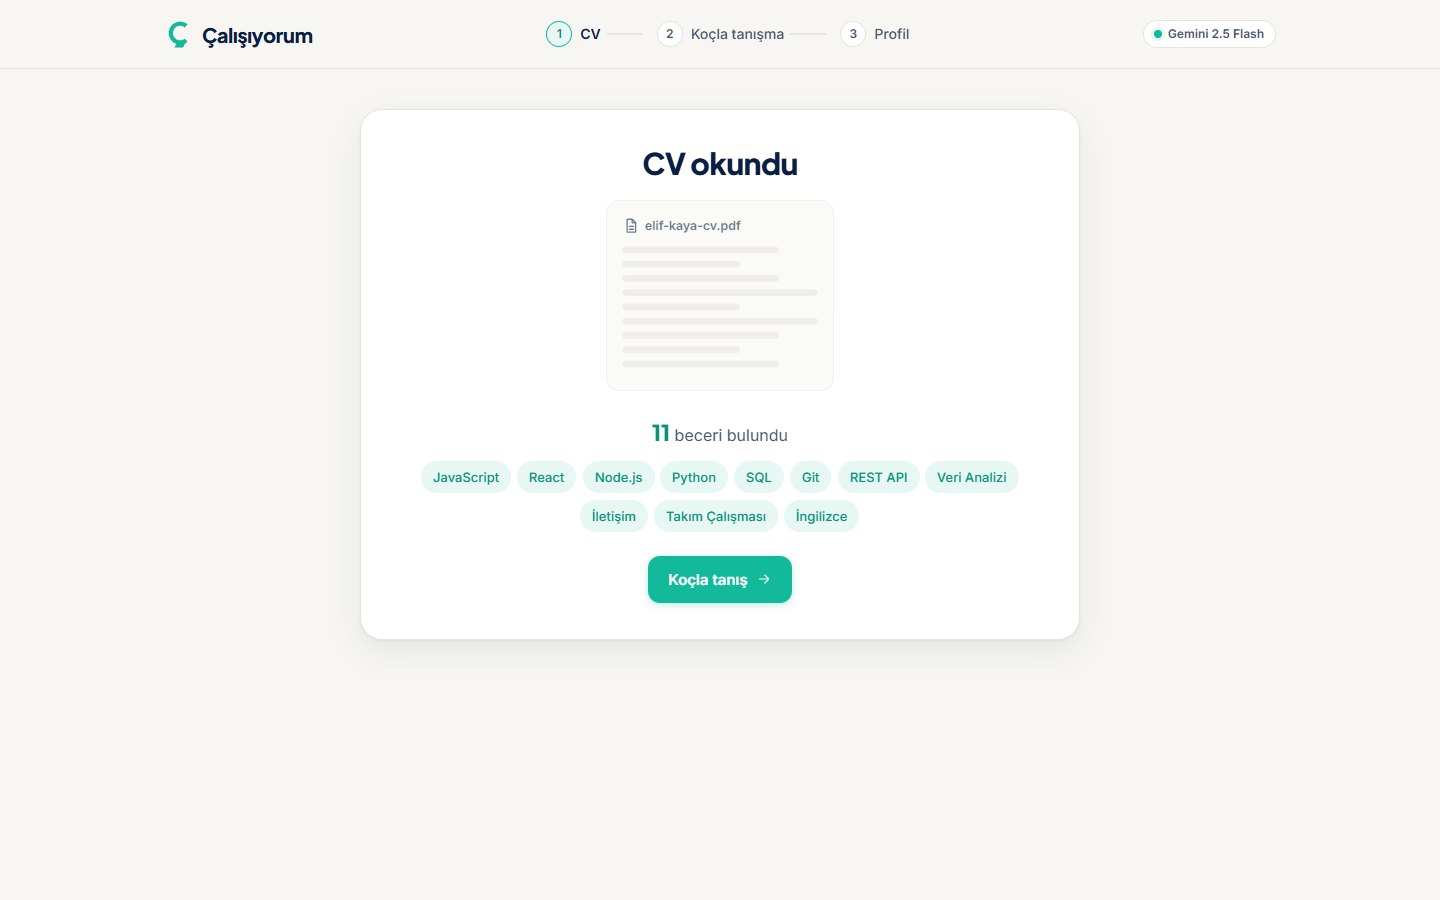 Çalışıyorum
1 CV
2 Koçla tanışma
3 Profil
Gemini 2.5 Flash
CV okundu
elif-kaya-cv.pdf
11 beceri bulundu
JavaScript React Node.js Python SQL Git REST API Veri Analizi
İletişim Takım Çalışması İngilizce
Koçla tanış →